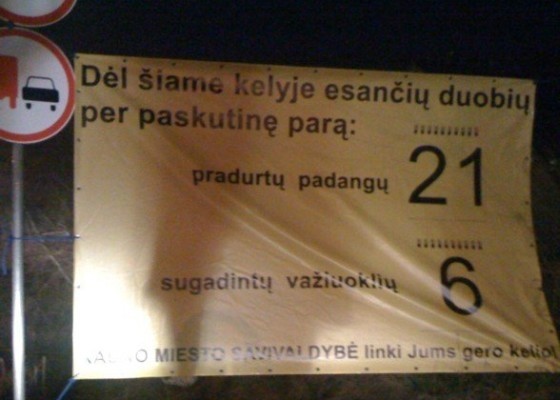 Dėl šiame kelyje esančių duobių
per paskutinę parą:
pradurtų padangų 21
sugadintų važiuoklių 6
KAUNO MIESTO SAVIVALDYBĖ linki Jums gero kelio!